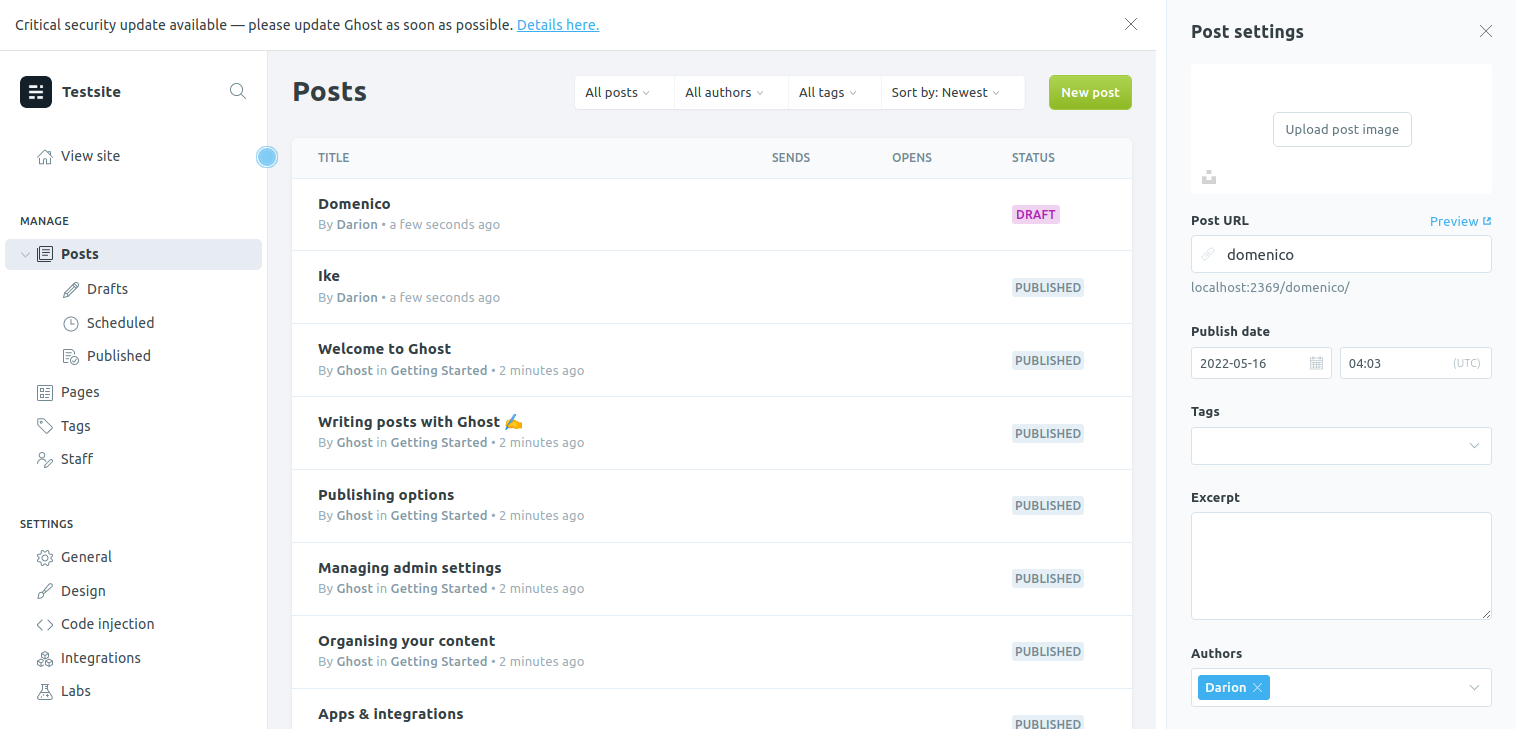 Critical security update available — please update Ghost as soon as possible. Details here.
Testsite
View site
MANAGE
Posts
Drafts
Scheduled
Published
Pages
Tags
Staff
SETTINGS
General
Design
Code injection
Integrations
Labs
Posts
All posts
All authors
All tags
Sort by: Newest
New post
TITLE SENDS OPENS STATUS
Domenico
By Darion • a few seconds ago
DRAFT
Ike
By Darion • a few seconds ago
PUBLISHED
Welcome to Ghost
By Ghost in Getting Started • 2 minutes ago
PUBLISHED
Writing posts with Ghost ✍️
By Ghost in Getting Started • 2 minutes ago
PUBLISHED
Publishing options
By Ghost in Getting Started • 2 minutes ago
PUBLISHED
Managing admin settings
By Ghost in Getting Started • 2 minutes ago
PUBLISHED
Organising your content
By Ghost in Getting Started • 2 minutes ago
PUBLISHED
Apps & integrations
PUBLISHED
Post settings
Upload post image
Post URL
Preview
domenico
localhost:2369/domenico/
Publish date
2022-05-16
04:03 (UTC)
Tags
Excerpt
Authors
Darion